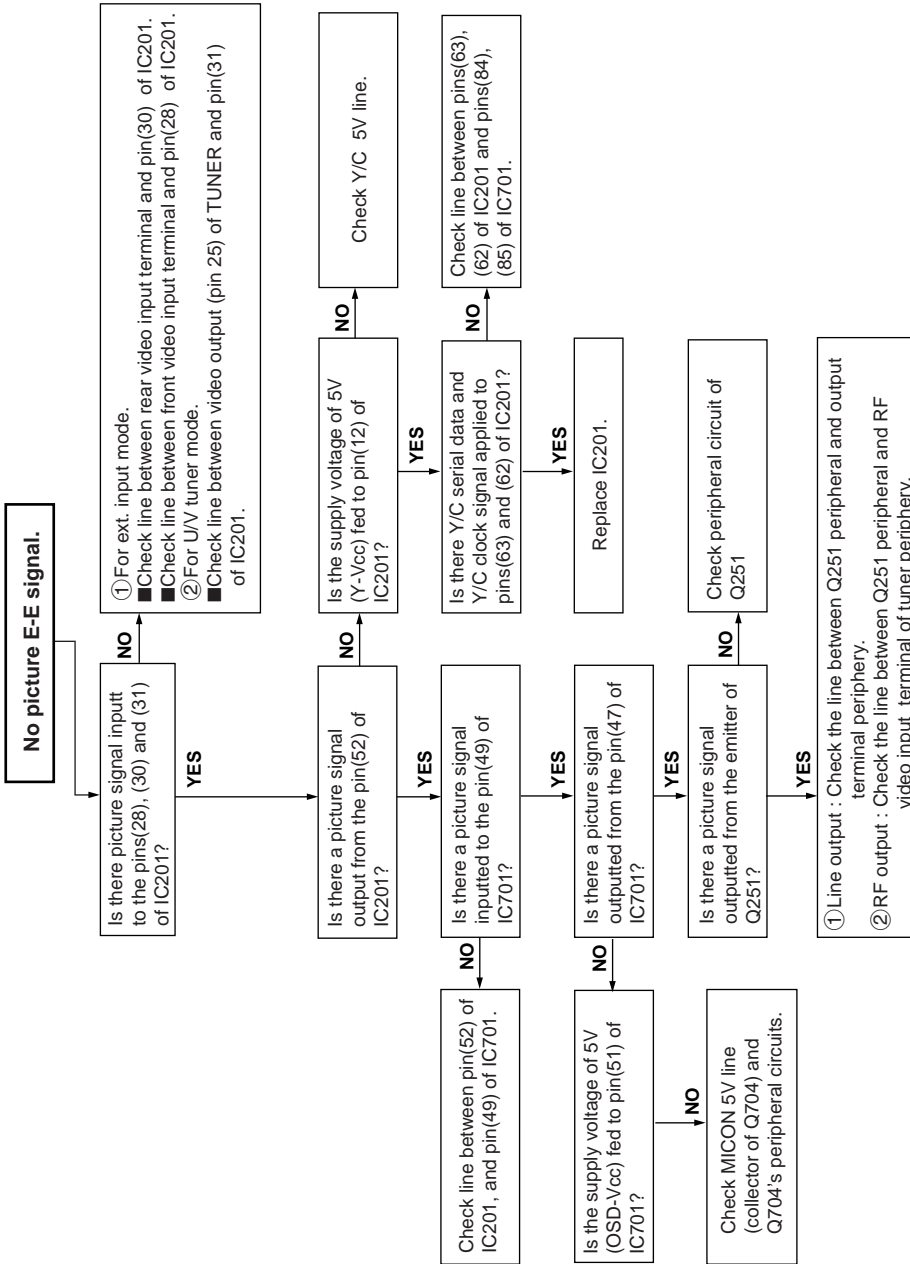 No picture E-E signal.
Is there picture signal inputt
to the pins(28), (30) and (31)
of IC201?
NO
①For ext. input mode.
■Check line between rear video input terminal and pin(30) of IC201.
■Check line between front video input terminal and pin(28) of IC201.
②For U/V tuner mode.
■Check line between video output (pin 25) of TUNER and pin(31)
of IC201.
YES
Is there a picture signal
output from the pin(52) of
IC201?
NO
Is the supply voltage of 5V
(Y-Vcc) fed to pin(12) of
IC201?
NO
Check Y/C 5V line.
YES
Is there Y/C serial data and
Y/C clock signal applied to
pins(63) and (62) of IC201?
NO
Check line between pins(63),
(62) of IC201 and pins(84),
(85) of IC701.
YES
Replace IC201.
YES
Is there a picture signal
inputted to the pin(49) of
IC701?
NO
Check line between pin(52) of
IC201, and pin(49) of IC701.
YES
Is there a picture signal
outputted from the pin(47) of
IC701?
NO
Is the supply voltage of 5V
(OSD-Vcc) fed to pin(51) of
IC701?
NO
Check MICON 5V line
(collector of Q704) and
Q704's peripheral circuits.
YES
Is there a picture signal
outputted from the emitter of
Q251?
NO
Check peripheral circuit of
Q251
YES
①Line output : Check the line between Q251 peripheral and output
terminal periphery.
②RF output : Check the line between Q251 peripheral and RF
video input terminal of tuner periphery.